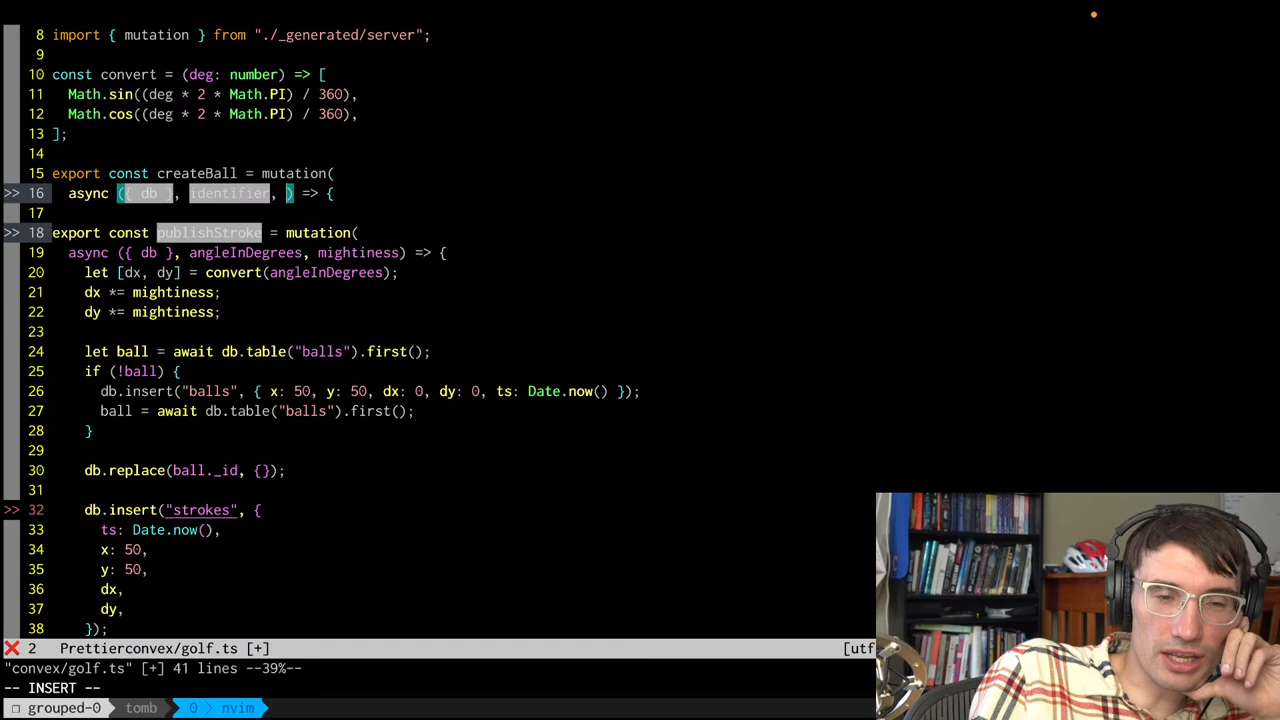 8 import { mutation } from "./_generated/server";
9
10 const convert = (deg: number) => [
11 Math.sin((deg * 2 * Math.PI) / 360),
12 Math.cos((deg * 2 * Math.PI) / 360),
13 ];
14
15 export const createBall = mutation(
>> 16 async ({ db }, identifier, ) => {
17
>> 18 export const publishStroke = mutation(
19 async ({ db }, angleInDegrees, mightiness) => {
20 let [dx, dy] = convert(angleInDegrees);
21 dx *= mightiness;
22 dy *= mightiness;
23
24 let ball = await db.table("balls").first();
25 if (!ball) {
26 db.insert("balls", { x: 50, y: 50, dx: 0, dy: 0, ts: Date.now() });
27 ball = await db.table("balls").first();
28 }
29
30 db.replace(ball._id, {});
31
>> 32 db.insert("strokes", {
33 ts: Date.now(),
34 x: 50,
35 y: 50,
36 dx,
37 dy,
38 });
❌ 2 Prettierconvex/golf.ts [+] [utf
"convex/golf.ts" [+] 41 lines --39%--
-- INSERT --
grouped-0 tomb 0 > nvim